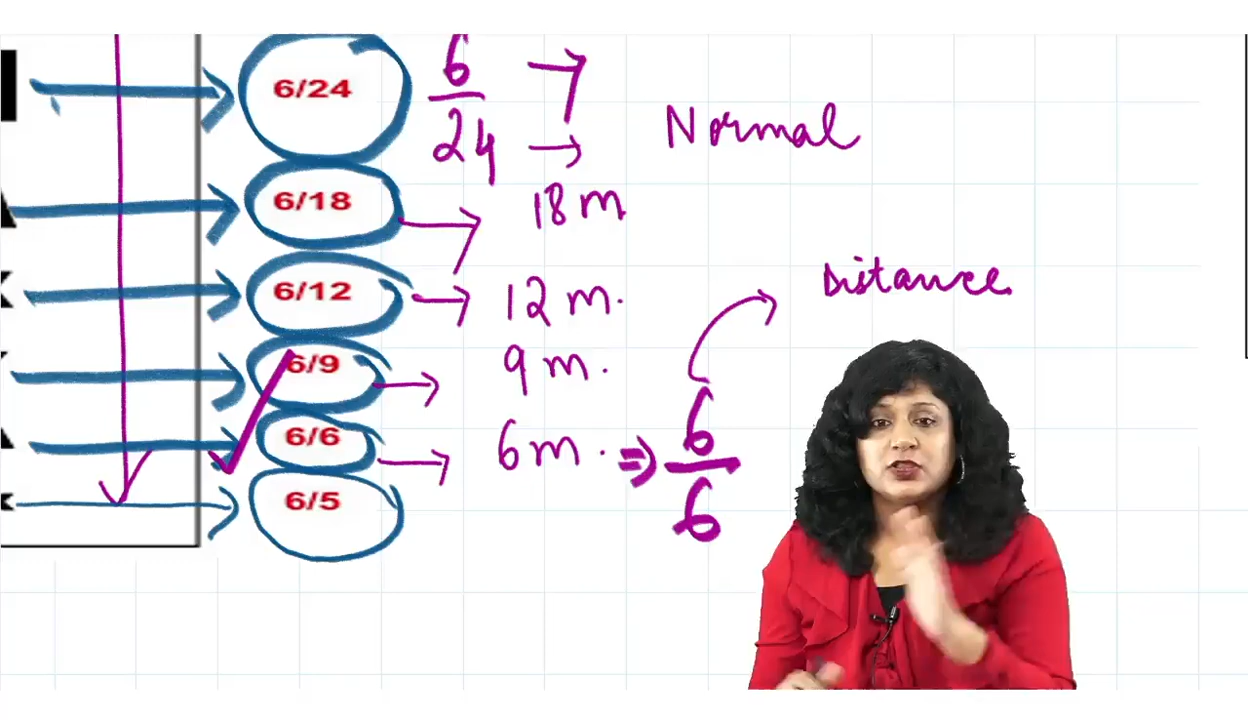 6/24
6
24
Normal
6/18
18 m
6/12
12 m.
Distance
6/9
9 m.
6/6
6 m.
⇒
6
6
6/5